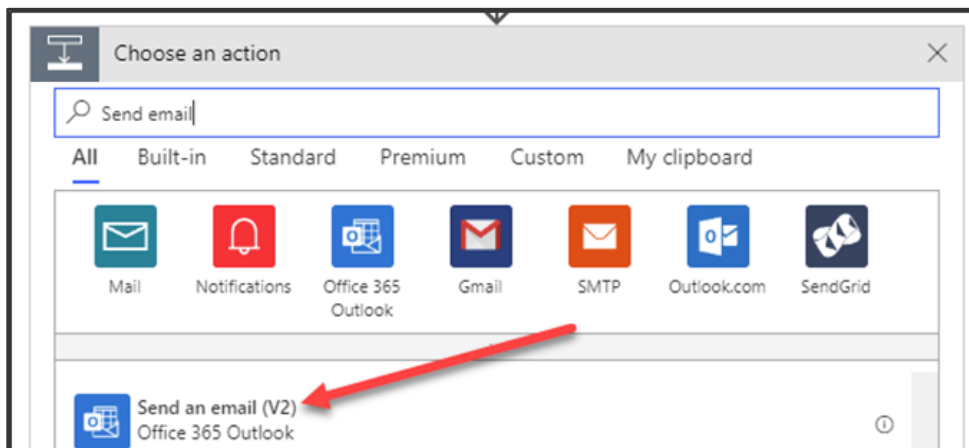 Choose an action
Send email
All Built-in Standard Premium Custom My clipboard
Mail Notifications Office 365 Outlook Gmail SMTP Outlook.com SendGrid
Send an email (V2)
Office 365 Outlook